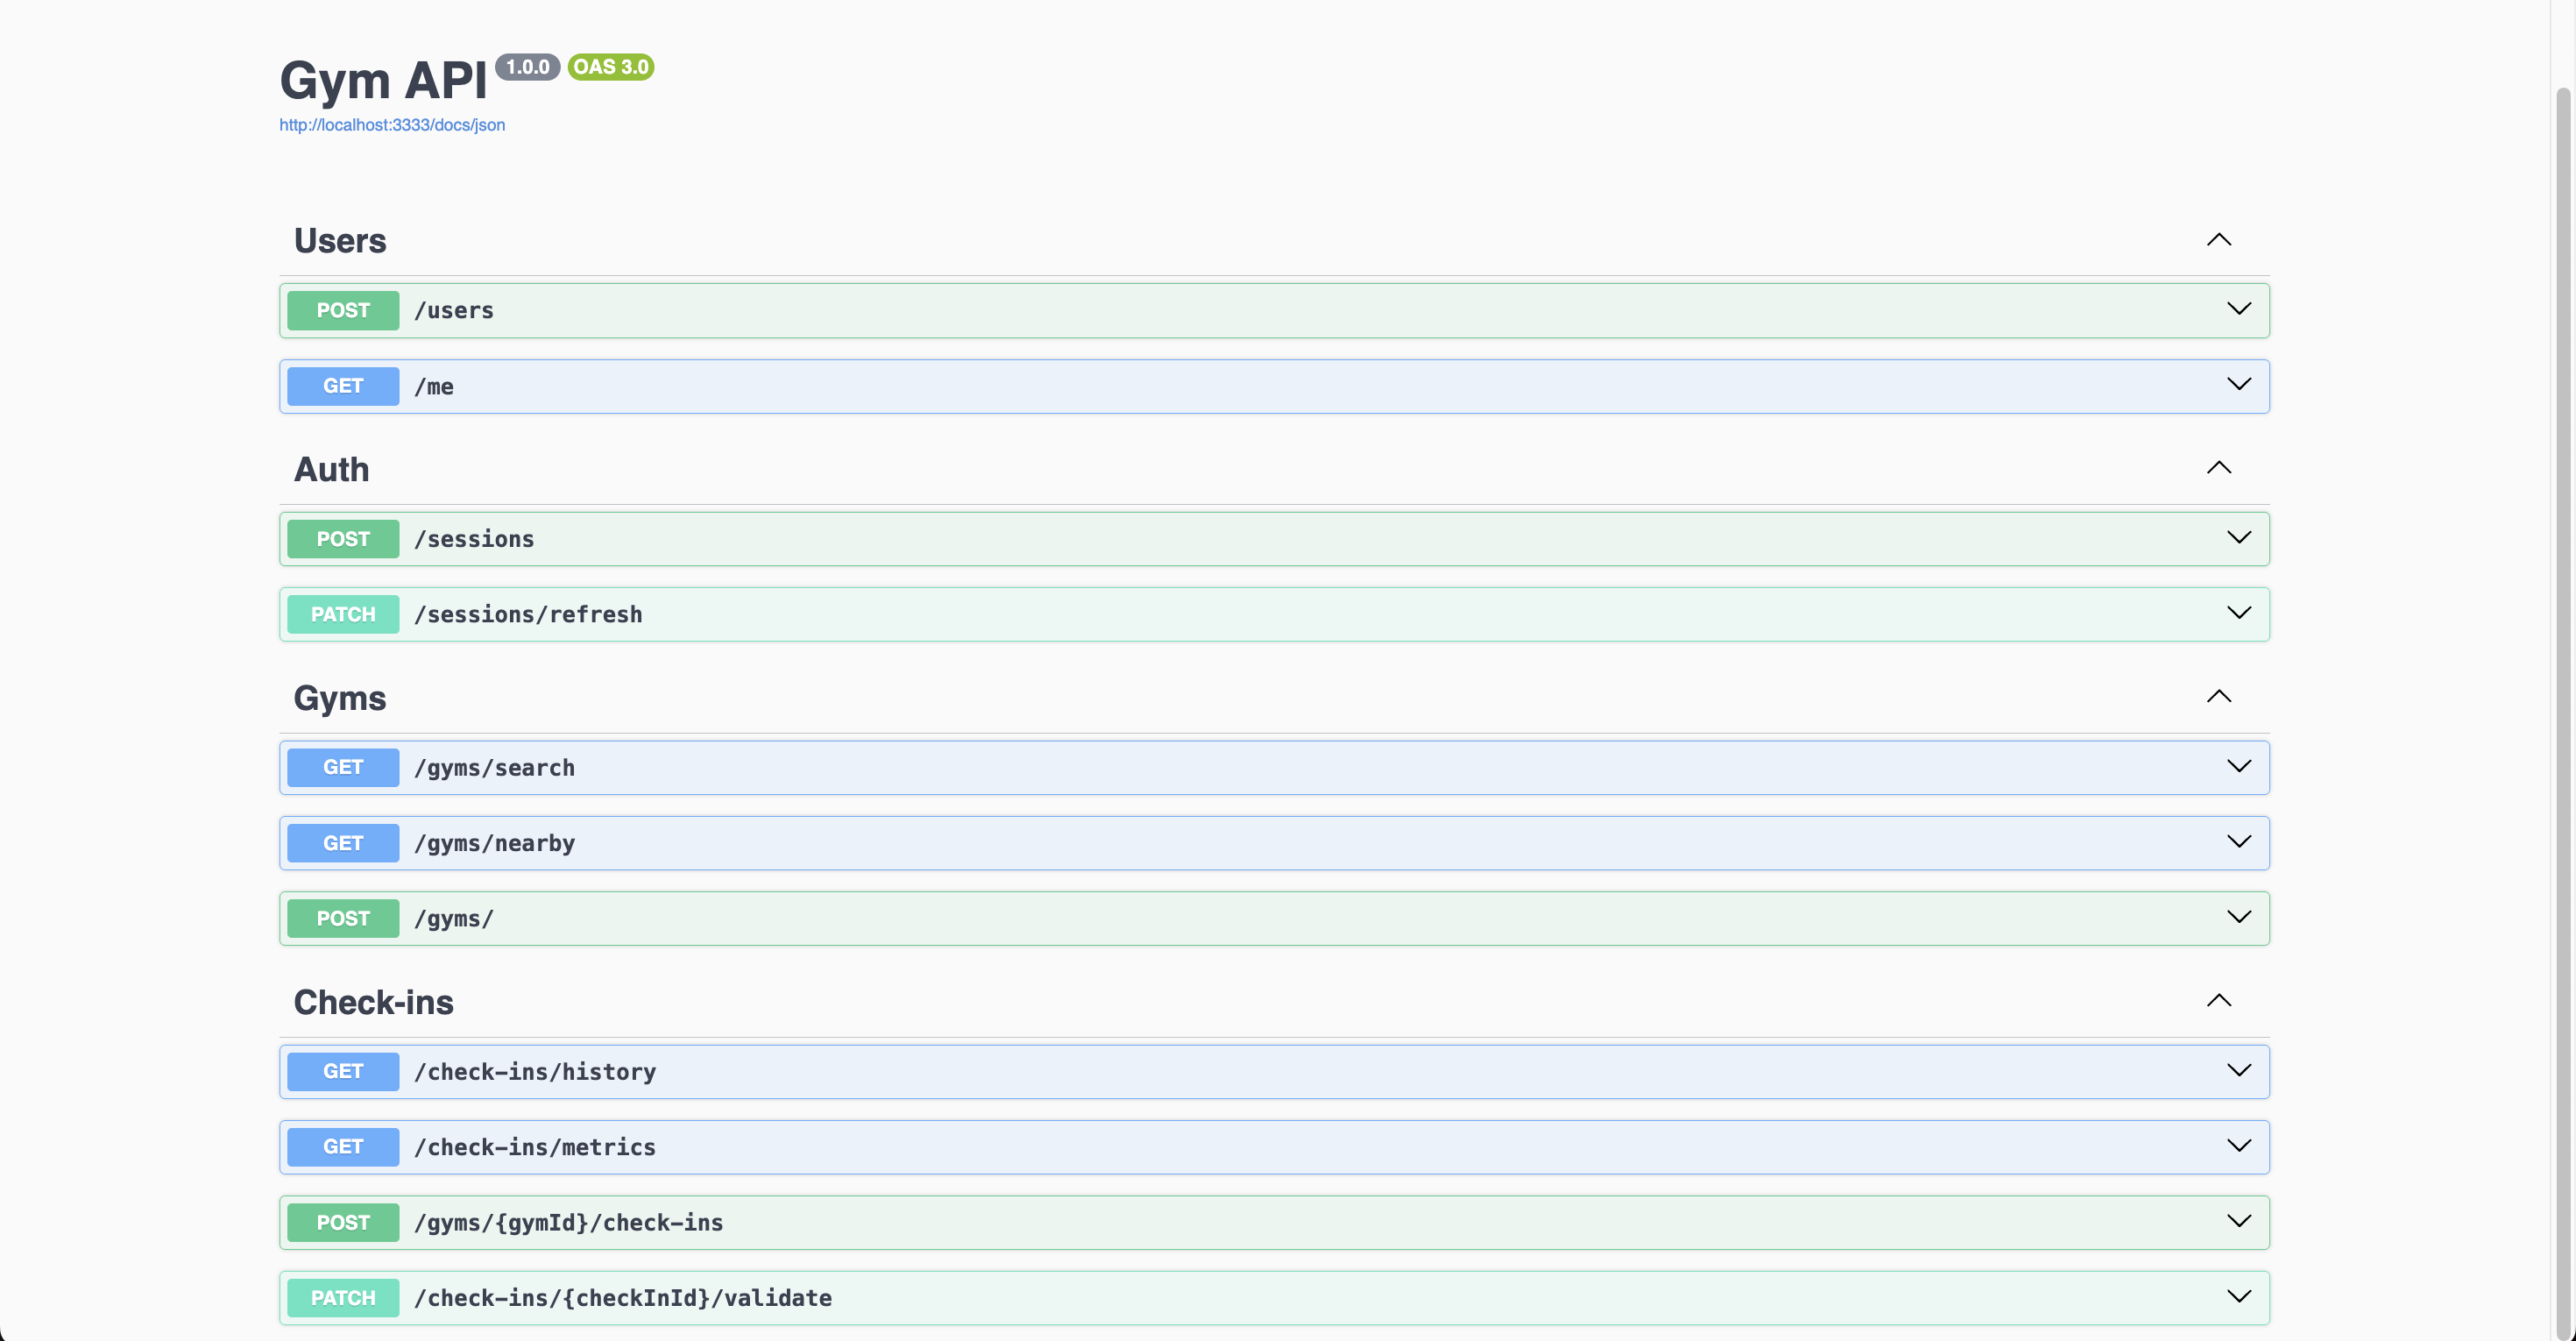 Gym API 1.0.0 OAS 3.0
http://localhost:3333/docs/json
Users
POST /users
GET /me
Auth
POST /sessions
PATCH /sessions/refresh
Gyms
GET /gyms/search
GET /gyms/nearby
POST /gyms/
Check-ins
GET /check-ins/history
GET /check-ins/metrics
POST /gyms/{gymId}/check-ins
PATCH /check-ins/{checkInId}/validate